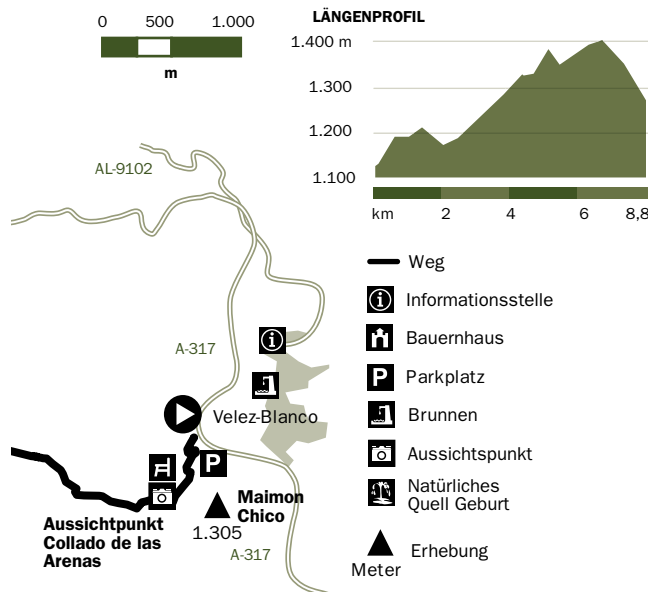 0 500 1.000
m
LÄNGENPROFIL
1.400 m
1.300
1.200
1.100
km 2 4 6 8,8
AL-9102
A-317
Velez-Blanco
P
Maimon
Chico
1.305
Aussichtpunkt
Collado de las
Arenas
A-317
Weg
i Informationsstelle
Bauernhaus
P Parkplatz
Brunnen
Aussichtspunkt
Natürliches
Quell Geburt
Erhebung
Meter